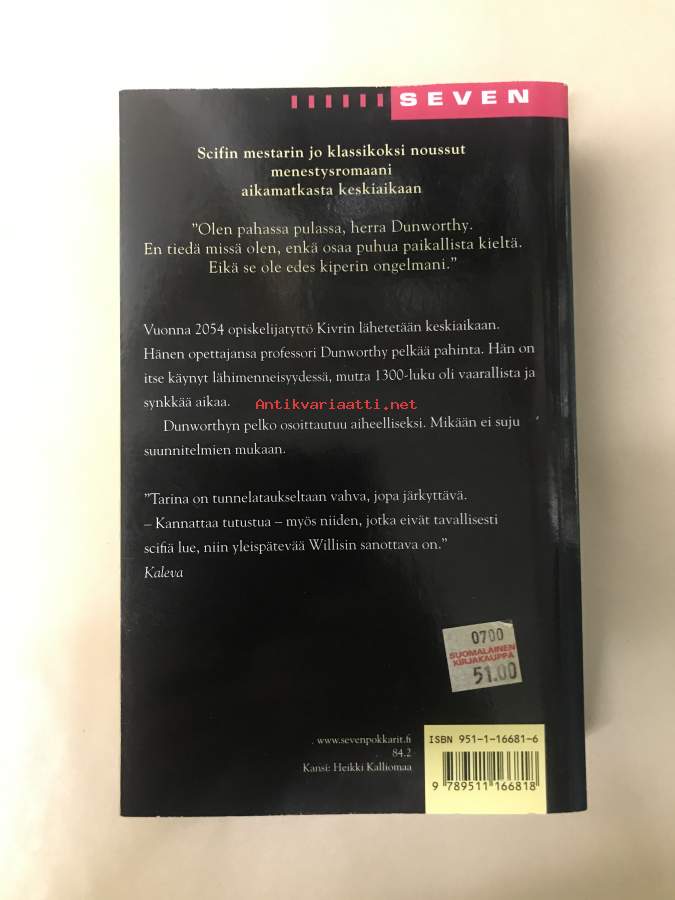 SEVEN
Scifin mestarin jo klassikoksi noussut
menestysromaani
aikamatkasta keskiaikaan
”Olen pahassa pulassa, herra Dunworthy.
En tiedä missä olen, enkä osaa puhua paikallista kieltä.
Eikä se ole edes kiperin ongelmani.”
Vuonna 2054 opiskelijatyttö Kivrin lähetetään keskiaikaan.
Hänen opettajansa professori Dunworthy pelkää pahinta. Hän on
itse käynyt lähimenneisyydessä, mutta 1300-luku oli vaarallista ja
synkkää aikaa.
Antikvariaatti.net
Dunworthyn pelko osoittautuu aiheelliseksi. Mikään ei suju
suunnitelmien mukaan.
”Tarina on tunnelataukseltaan vahva, jopa järkyttävä.
– Kannattaa tutustua – myös niiden, jotka eivät tavallisesti
scifiä lue, niin yleispätevää Willisin sanottava on.”
Kaleva
0700
SUOMALAINEN
KIRJAKAUPPA
51.00
www.sevenpokkarit.fi
84.2
Kansi: Heikki Kalliomaa
ISBN 951-1-16681-6
9 789511 166818